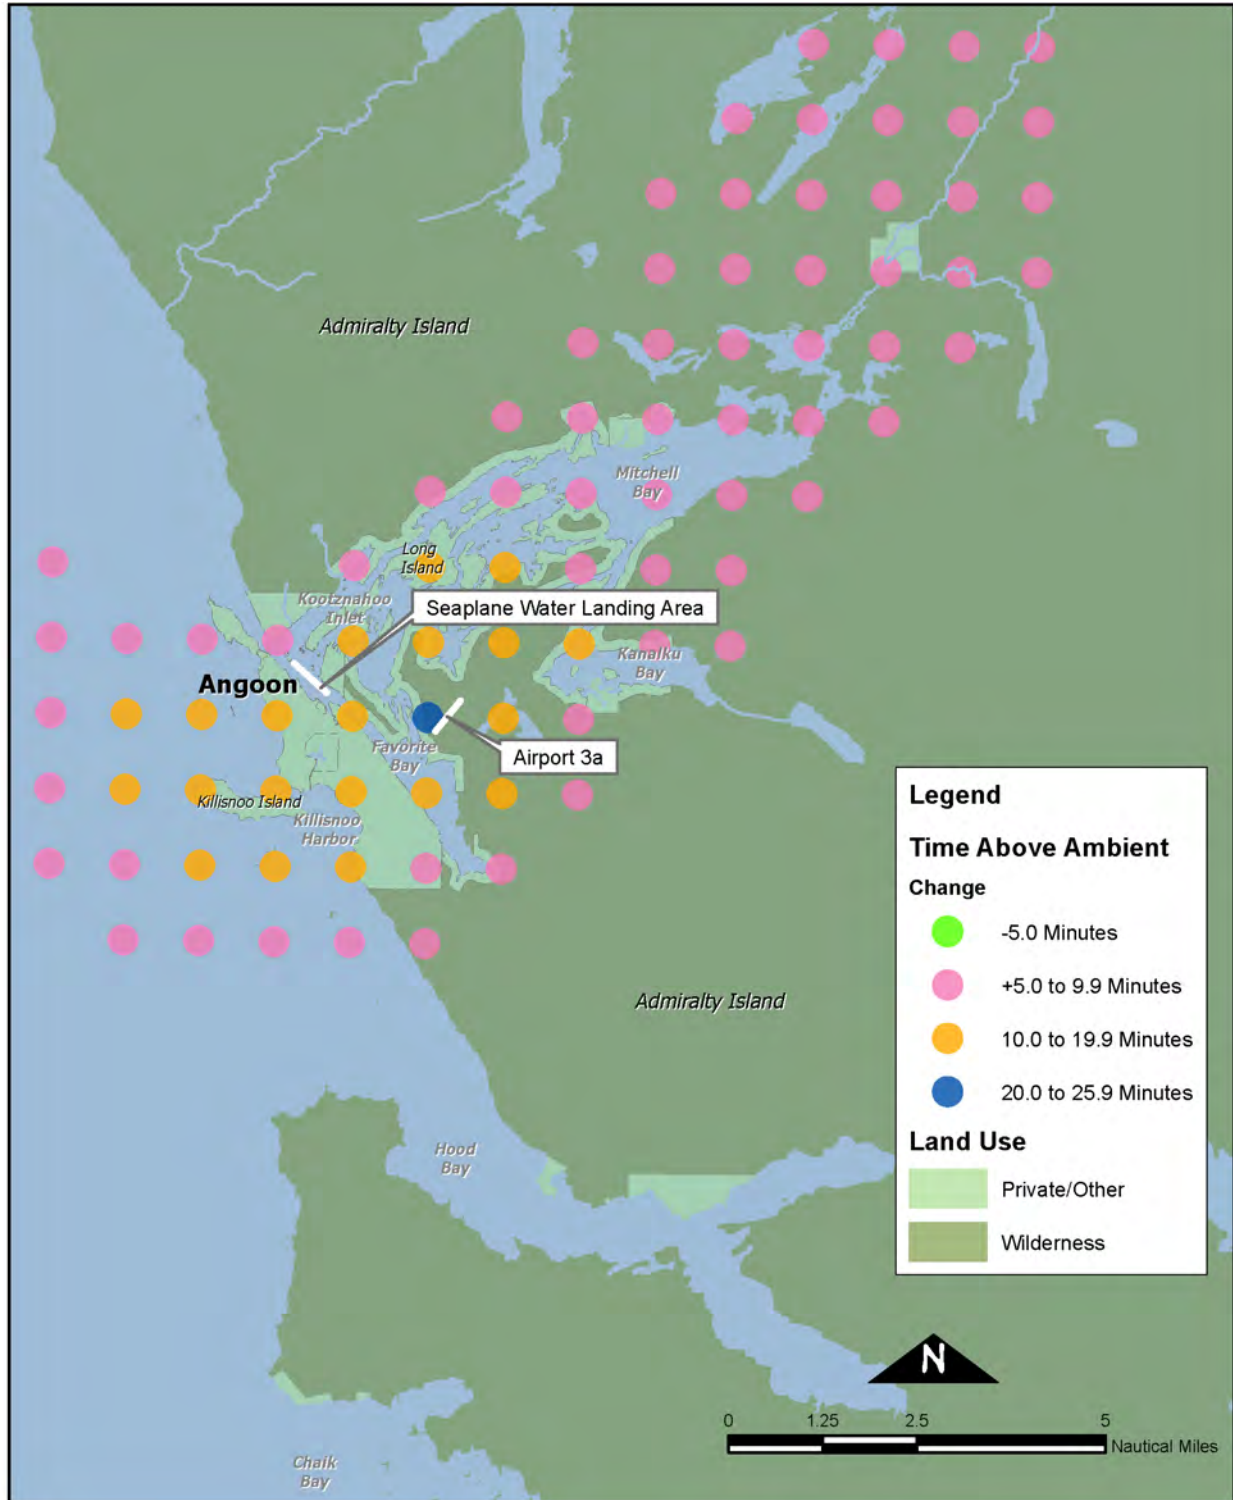 Admiralty Island
Mitchell
Bay
Long
Island
Kootznahoo
Inlet
Seaplane Water Landing Area
Kanalku
Bay
Angoon
Favorite
Bay
Airport 3a
Killisnoo Island
Killisnoo
Harbor
Legend
Time Above Ambient
Change
-5.0 Minutes
+5.0 to 9.9 Minutes
10.0 to 19.9 Minutes
20.0 to 25.9 Minutes
Land Use
Private/Other
Wilderness
Admiralty Island
Hood
Bay
N
0 1.25 2.5 5
Nautical Miles
Chaik
Bay